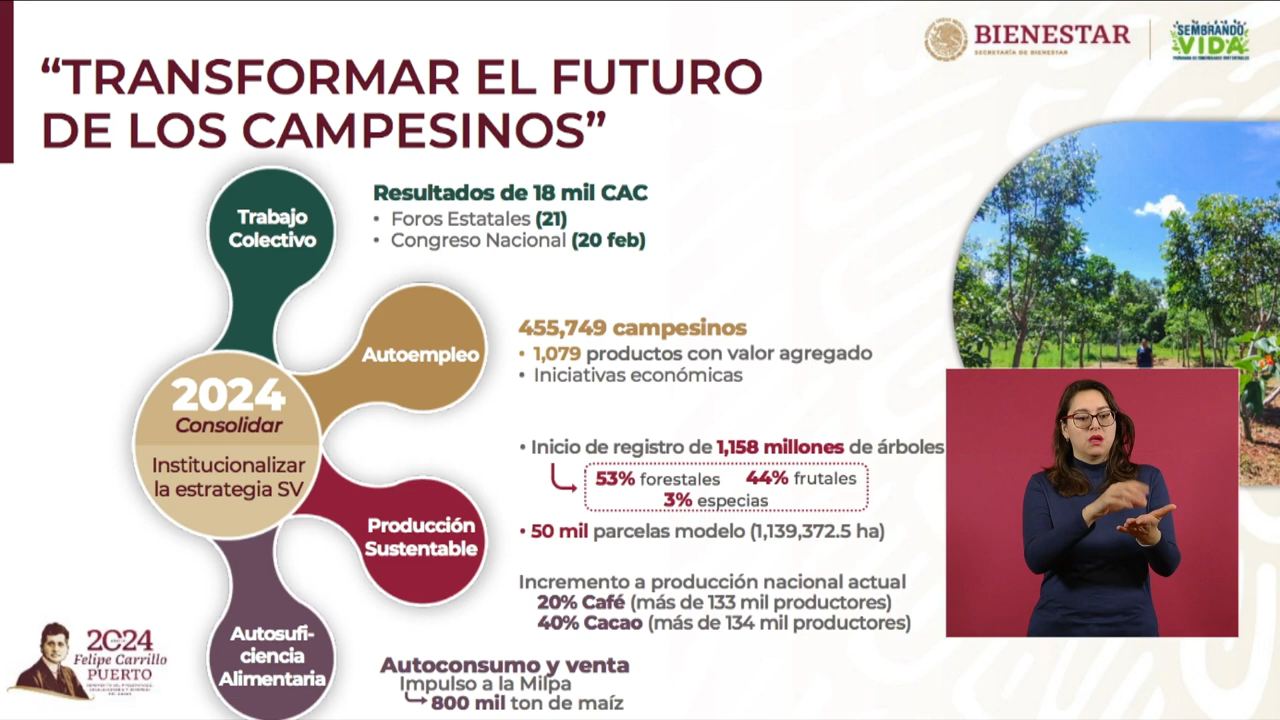 BIENESTAR
SECRETARÍA DE BIENESTAR
SEMBRANDO
VIDA
“TRANSFORMAR EL FUTURO
DE LOS CAMPESINOS”
Trabajo
Colectivo
Resultados de 18 mil CAC
• Foros Estatales (21)
• Congreso Nacional (20 feb)
Autoempleo
455,749 campesinos
• 1,079 productos con valor agregado
• Iniciativas económicas
2024
Consolidar
Institucionalizar
la estrategia SV
• Inicio de registro de 1,158 millones de árboles
53% forestales 44% frutales
3% especias
• 50 mil parcelas modelo (1,139,372.5 ha)
Producción
Sustentable
Incremento a producción nacional actual
20% Café (más de 133 mil productores)
40% Cacao (más de 134 mil productores)
Autosufi-
ciencia
Alimentaria
Autoconsumo y venta
Impulso a la Milpa
800 mil ton de maíz
2024
Felipe Carrillo
PUERTO